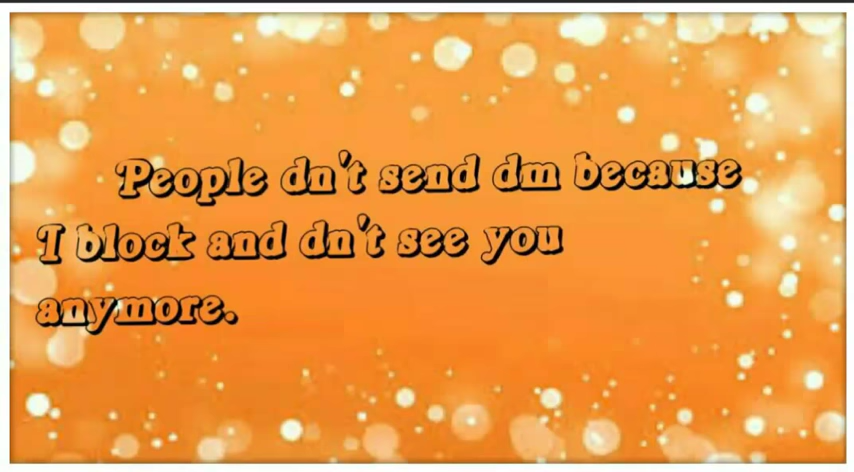 People dn't send dm because
I block and dn't see you
anymore.